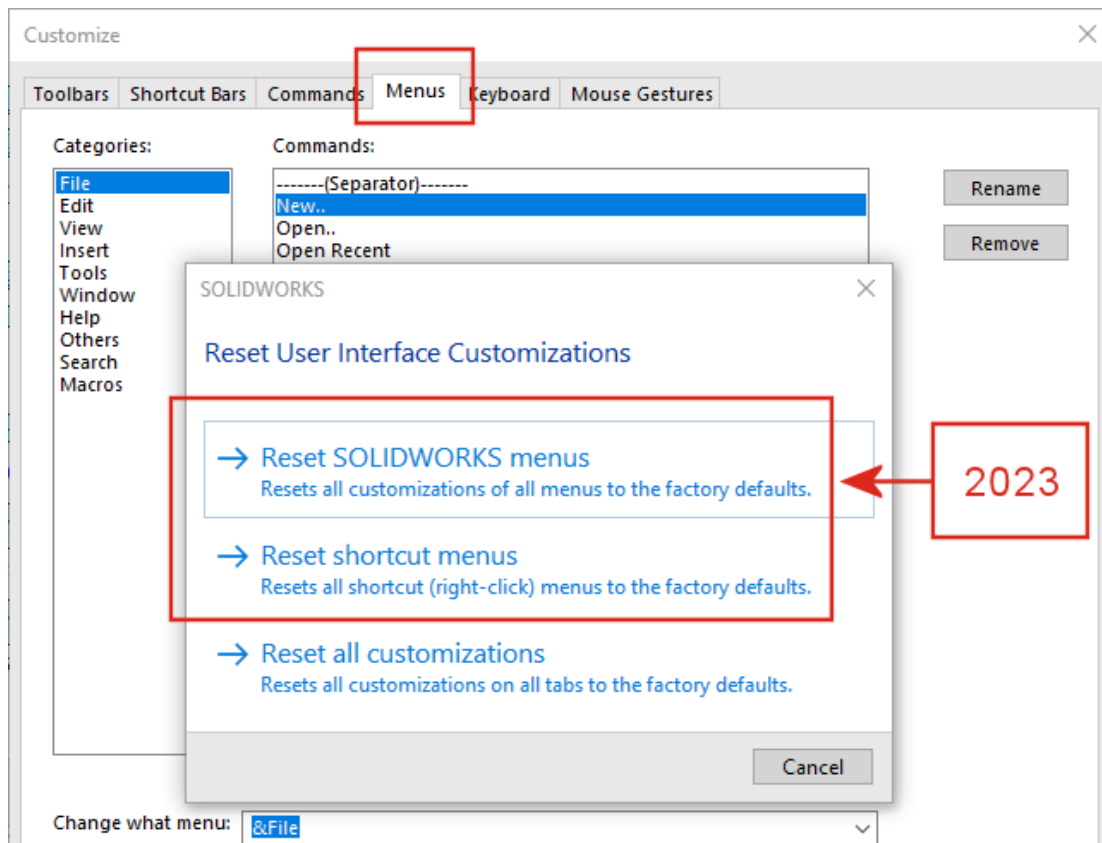 Customize
Toolbars Shortcut Bars Commands Menus Keyboard Mouse Gestures
Categories: Commands:
File
Edit
View
Insert
Tools
Window
Help
Others
Search
Macros
-------(Separator)-------
New..
Open..
Open Recent
Rename
Remove
SOLIDWORKS
Reset User Interface Customizations
Reset SOLIDWORKS menus
Resets all customizations of all menus to the factory defaults.
Reset shortcut menus
Resets all shortcut (right-click) menus to the factory defaults.
Reset all customizations
Resets all customizations on all tabs to the factory defaults.
Cancel
2023
Change what menu: &File